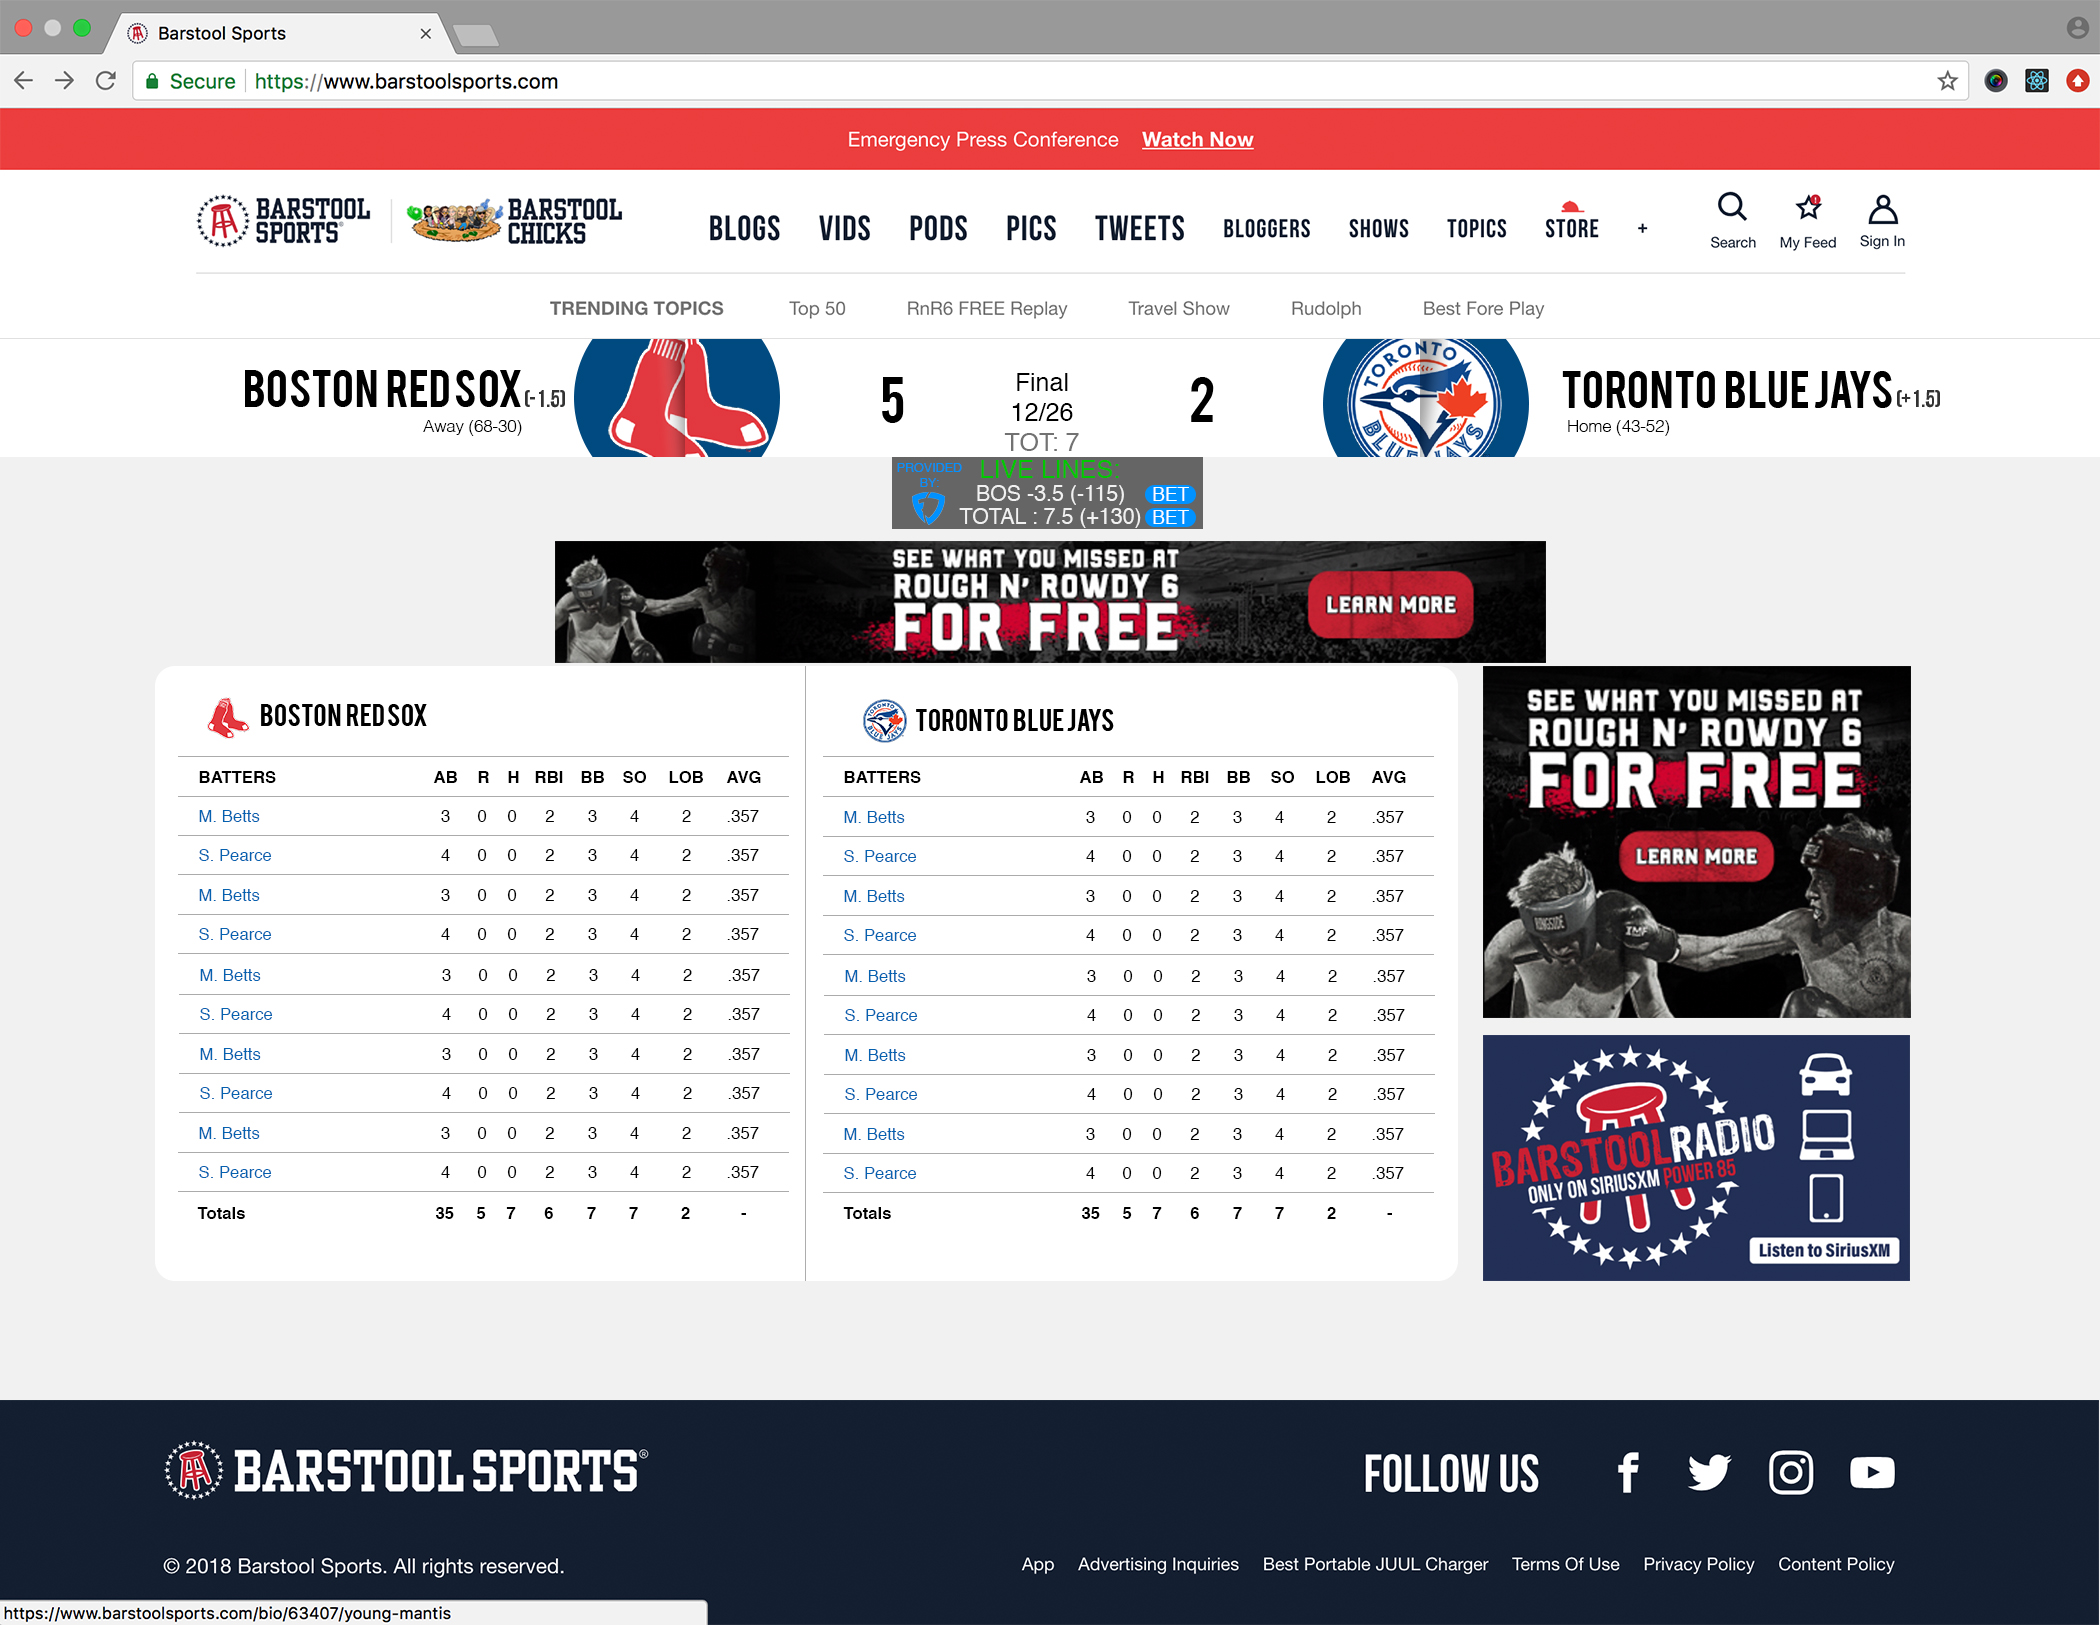 Barstool Sports
Secure https://www.barstoolsports.com
Emergency Press Conference Watch Now
BARSTOOL SPORTS
BARSTOOL CHICKS
BLOGS VIDS PODS PICS TWEETS BLOGGERS SHOWS TOPICS STORE +
Search My Feed Sign In
TRENDING TOPICS Top 50 RnR6 FREE Replay Travel Show Rudolph Best Fore Play
BOSTON RED SOX (-1.5)
Away (68-30)
5
Final
12/26
TOT: 7
2
TORONTO
BLUE JAYS
TORONTO BLUE JAYS (+1.5)
Home (43-52)
PROVIDED BY:
LIVE LINES:
BOS -3.5 (-115) BET
TOTAL : 7.5 (+130) BET
SEE WHAT YOU MISSED AT
ROUGH N' ROWDY 6
FOR FREE
LEARN MORE
BOSTON RED SOX
BATTERS AB R H RBI BB SO LOB AVG
M. Betts 3 0 0 2 3 4 2 .357
S. Pearce 4 0 0 2 3 4 2 .357
M. Betts 3 0 0 2 3 4 2 .357
S. Pearce 4 0 0 2 3 4 2 .357
M. Betts 3 0 0 2 3 4 2 .357
S. Pearce 4 0 0 2 3 4 2 .357
M. Betts 3 0 0 2 3 4 2 .357
S. Pearce 4 0 0 2 3 4 2 .357
M. Betts 3 0 0 2 3 4 2 .357
S. Pearce 4 0 0 2 3 4 2 .357
Totals 35 5 7 6 7 7 2 -
TORONTO BLUE JAYS
BATTERS AB R H RBI BB SO LOB AVG
M. Betts 3 0 0 2 3 4 2 .357
S. Pearce 4 0 0 2 3 4 2 .357
M. Betts 3 0 0 2 3 4 2 .357
S. Pearce 4 0 0 2 3 4 2 .357
M. Betts 3 0 0 2 3 4 2 .357
S. Pearce 4 0 0 2 3 4 2 .357
M. Betts 3 0 0 2 3 4 2 .357
S. Pearce 4 0 0 2 3 4 2 .357
M. Betts 3 0 0 2 3 4 2 .357
S. Pearce 4 0 0 2 3 4 2 .357
Totals 35 5 7 6 7 7 2 -
SEE WHAT YOU MISSED AT
ROUGH N' ROWDY 6
FOR FREE
LEARN MORE
RINGSIDE
IMF
BARSTOOL RADIO
ONLY ON SIRIUSXM POWER 85
Listen to SiriusXM
BARSTOOL SPORTS®
FOLLOW US
© 2018 Barstool Sports. All rights reserved.
App Advertising Inquiries Best Portable JUUL Charger Terms Of Use Privacy Policy Content Policy
https://www.barstoolsports.com/bio/63407/young-mantis